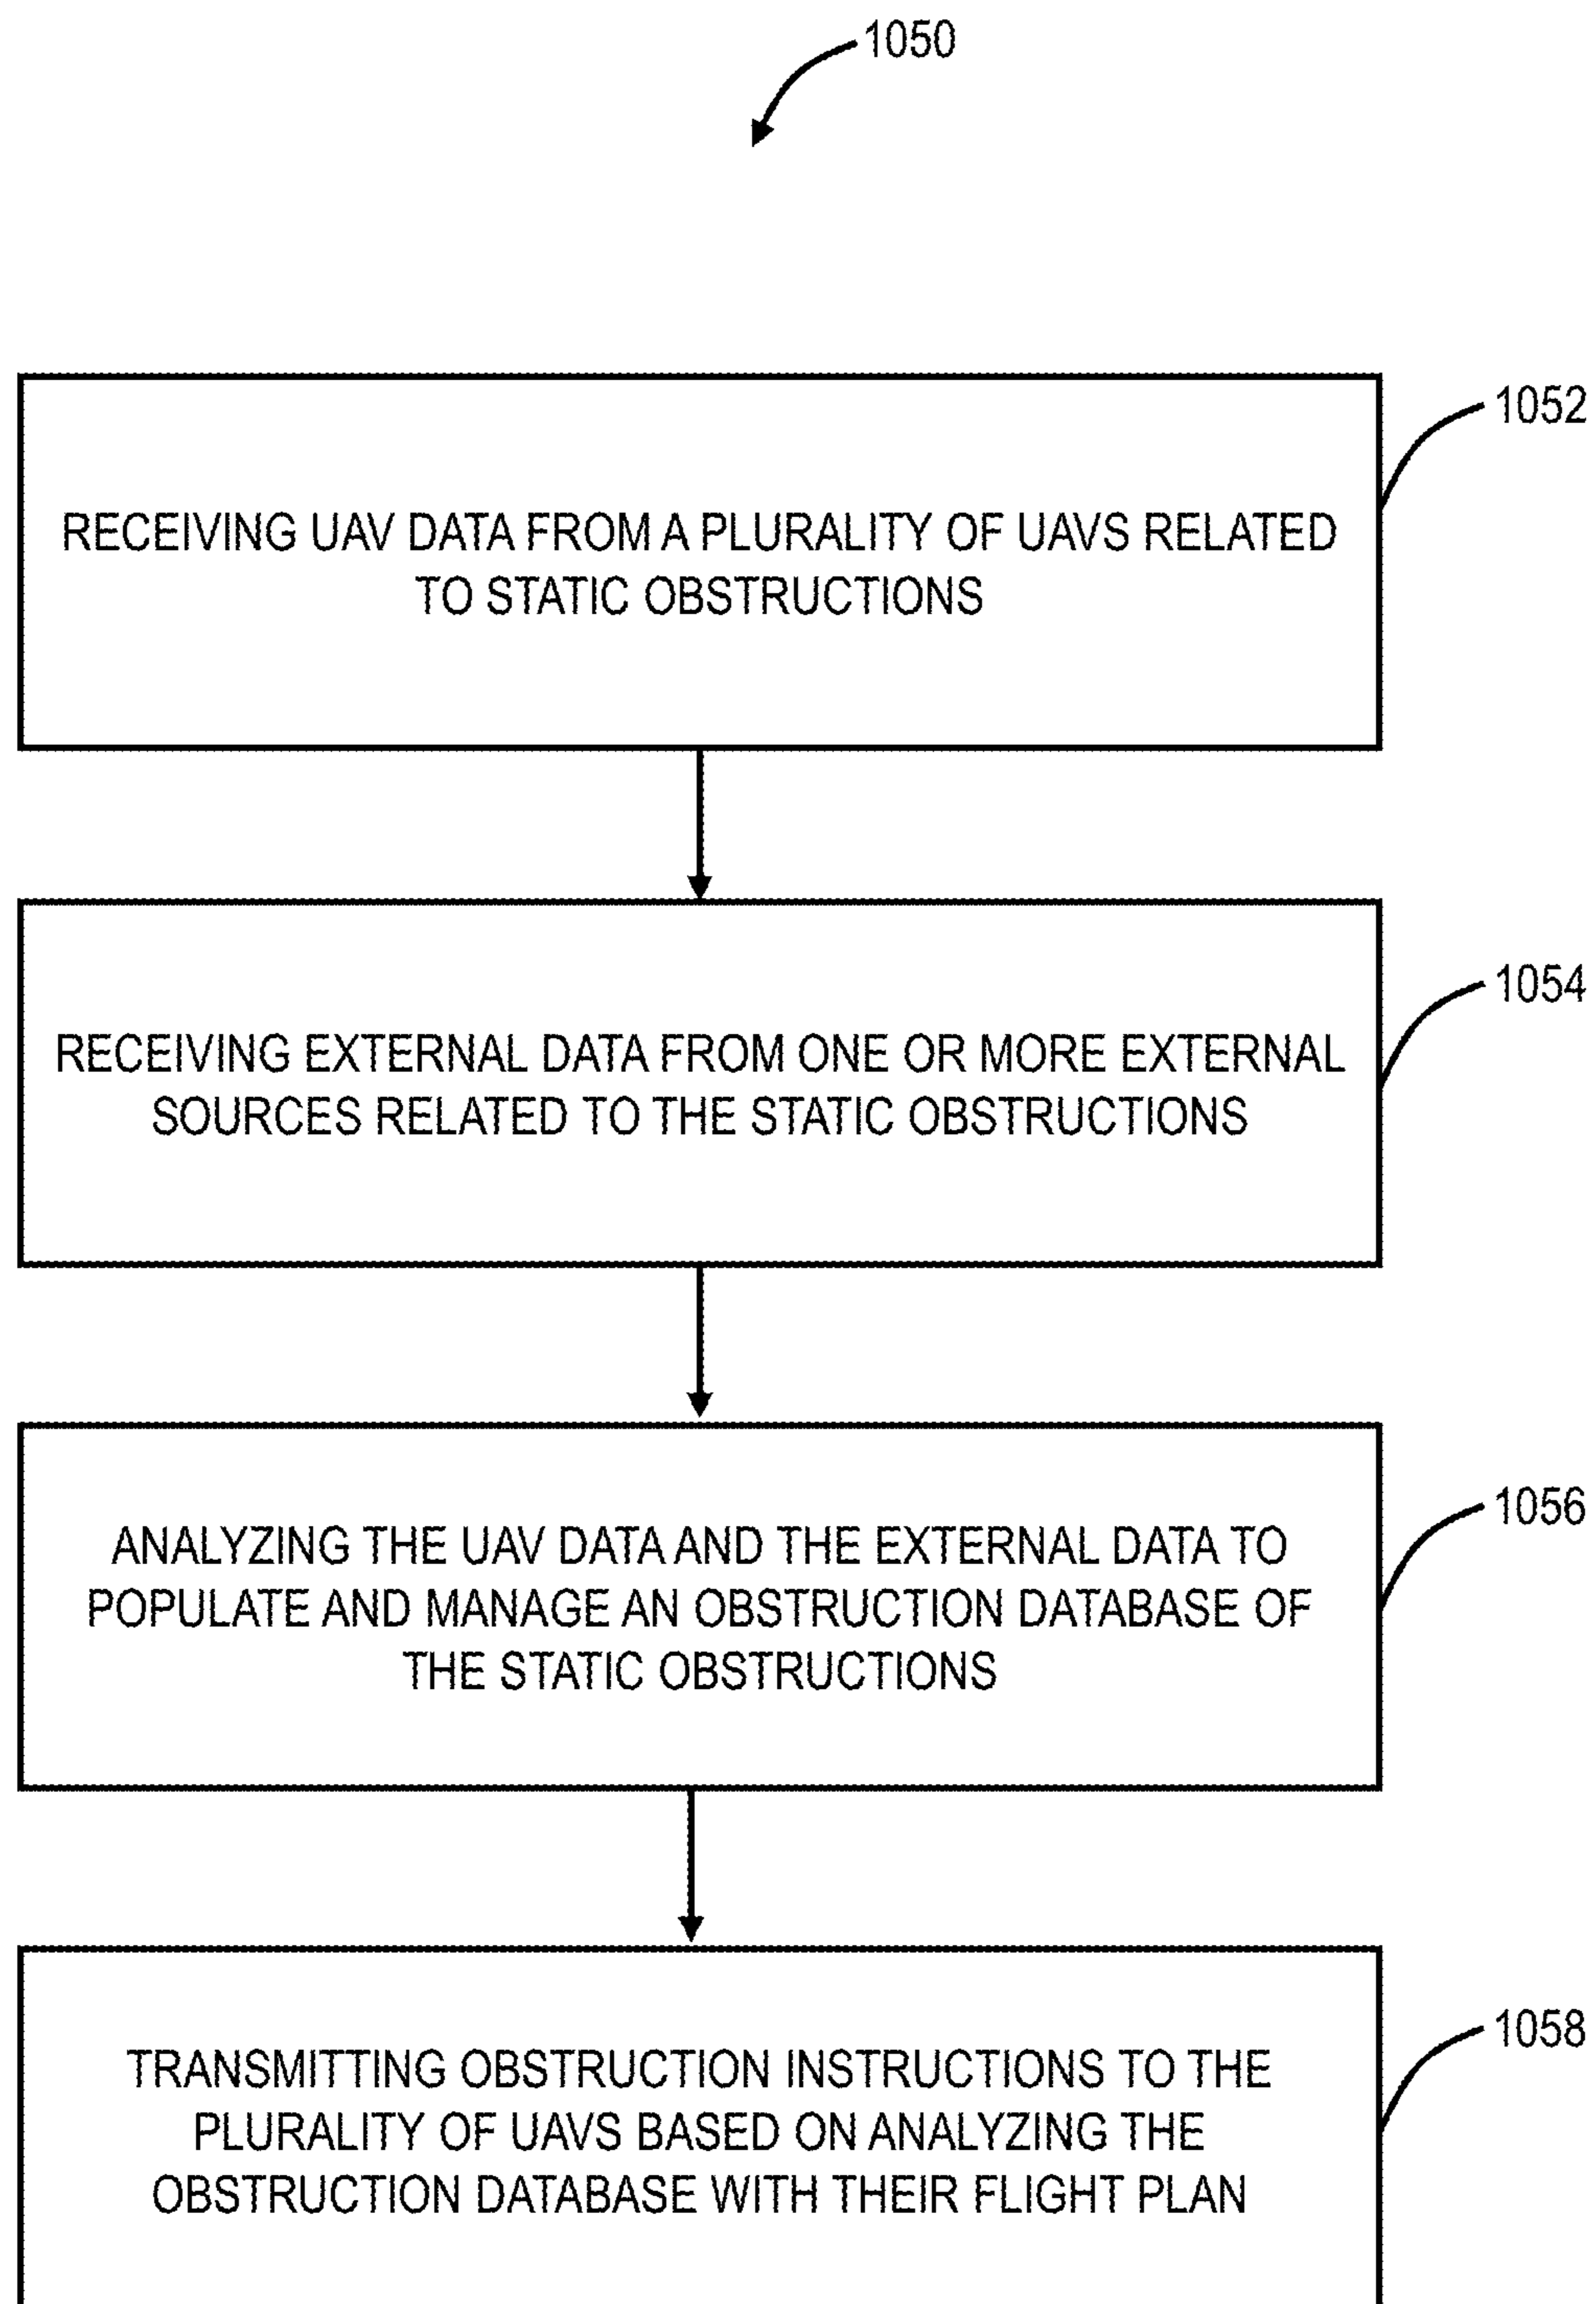 1050
1052
RECEIVING UAV DATA FROM A PLURALITY OF UAVS RELATED
TO STATIC OBSTRUCTIONS
1054
RECEIVING EXTERNAL DATA FROM ONE OR MORE EXTERNAL
SOURCES RELATED TO THE STATIC OBSTRUCTIONS
1056
ANALYZING THE UAV DATA AND THE EXTERNAL DATA TO
POPULATE AND MANAGE AN OBSTRUCTION DATABASE OF
THE STATIC OBSTRUCTIONS
1058
TRANSMITTING OBSTRUCTION INSTRUCTIONS TO THE
PLURALITY OF UAVS BASED ON ANALYZING THE
OBSTRUCTION DATABASE WITH THEIR FLIGHT PLAN